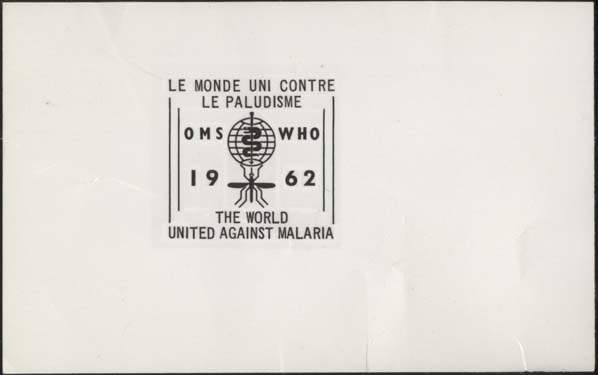 LE MONDE UNI CONTRE
LE PALUDISME
OMS WHO
19 62
THE WORLD
UNITED AGAINST MALARIA